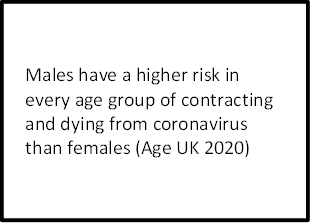 Males have a higher risk in
every age group of contracting
and dying from coronavirus
than females (Age UK 2020)